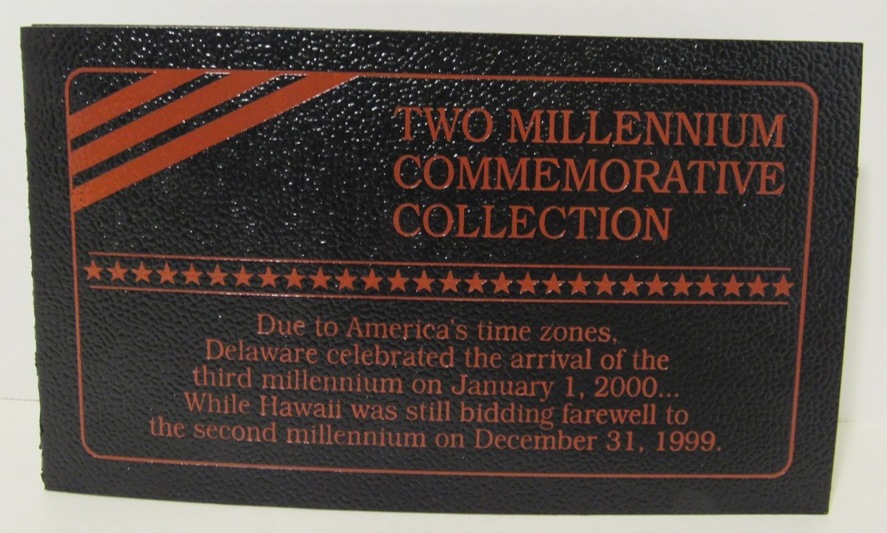 TWO MILLENNIUM
COMMEMORATIVE
COLLECTION
Due to America's time zones,
Delaware celebrated the arrival of the
third millennium on January 1, 2000...
While Hawaii was still bidding farewell to
the second millennium on December 31, 1999.